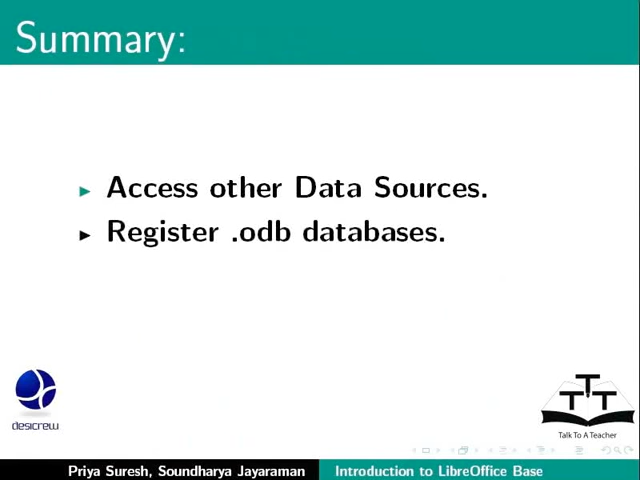 Summary:
Access other Data Sources.
Register .odb databases.
desicrew
T T T
Talk To A Teacher
Priya Suresh, Soundharya Jayaraman
Introduction to LibreOffice Base